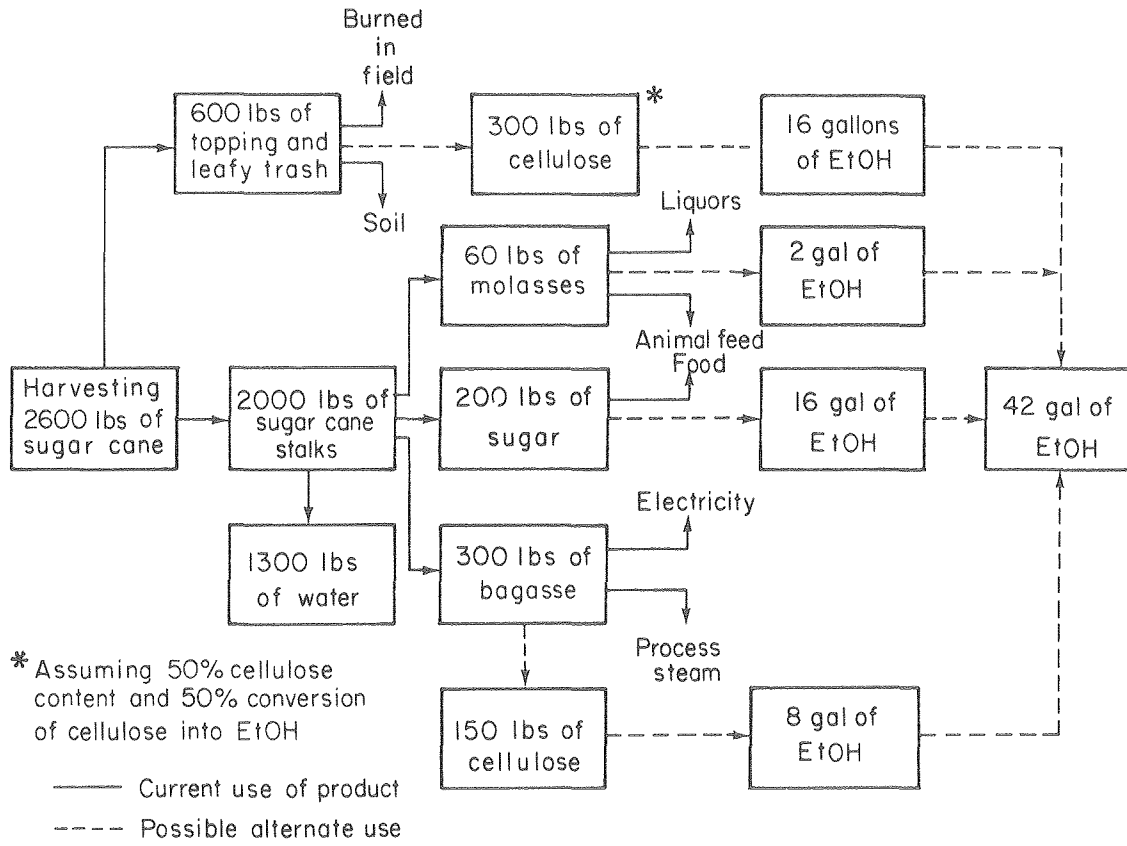 Burned
in
field
600 lbs of
topping and
leafy trash
Soil
300 lbs of
cellulose
*
16 gallons
of EtOH
Liquors
60 lbs of
molasses
2 gal of
EtOH
Animal feed
Food
Harvesting
2600 lbs of
sugar cane
2000 lbs of
sugar cane
stalks
200 lbs of
sugar
16 gal of
EtOH
42 gal of
EtOH
1300 lbs
of water
Electricity
300 lbs of
bagasse
Process
steam
150 lbs of
cellulose
8 gal of
EtOH
* Assuming 50% cellulose
content and 50% conversion
of cellulose into EtOH
Current use of product
Possible alternate use